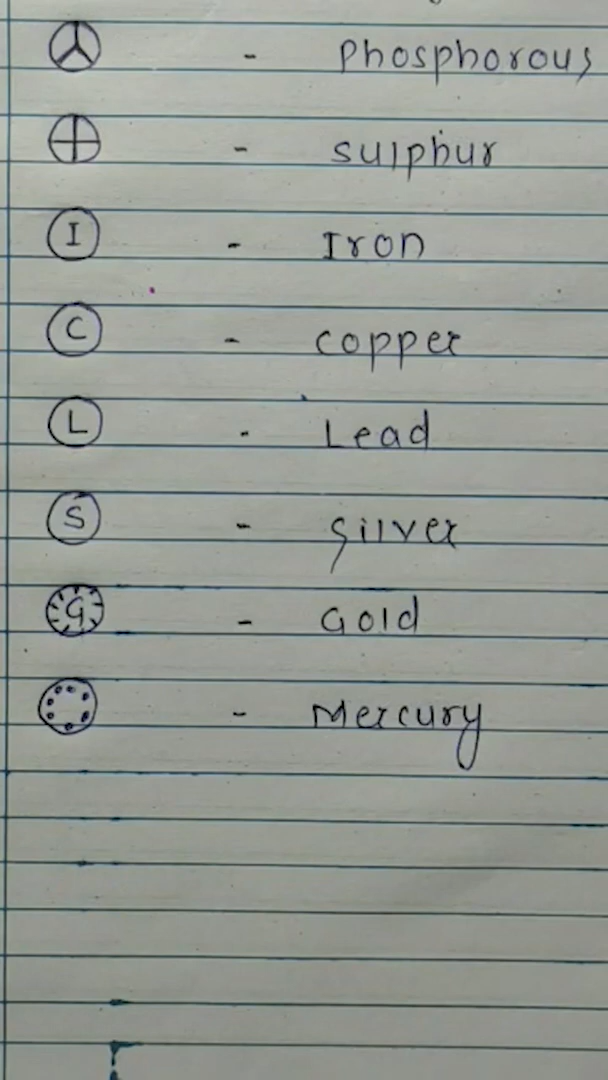 - Phosphorous
- sulphur
I - Iron
C - copper
L - Lead
S - Silver
G - Gold
- Mercury